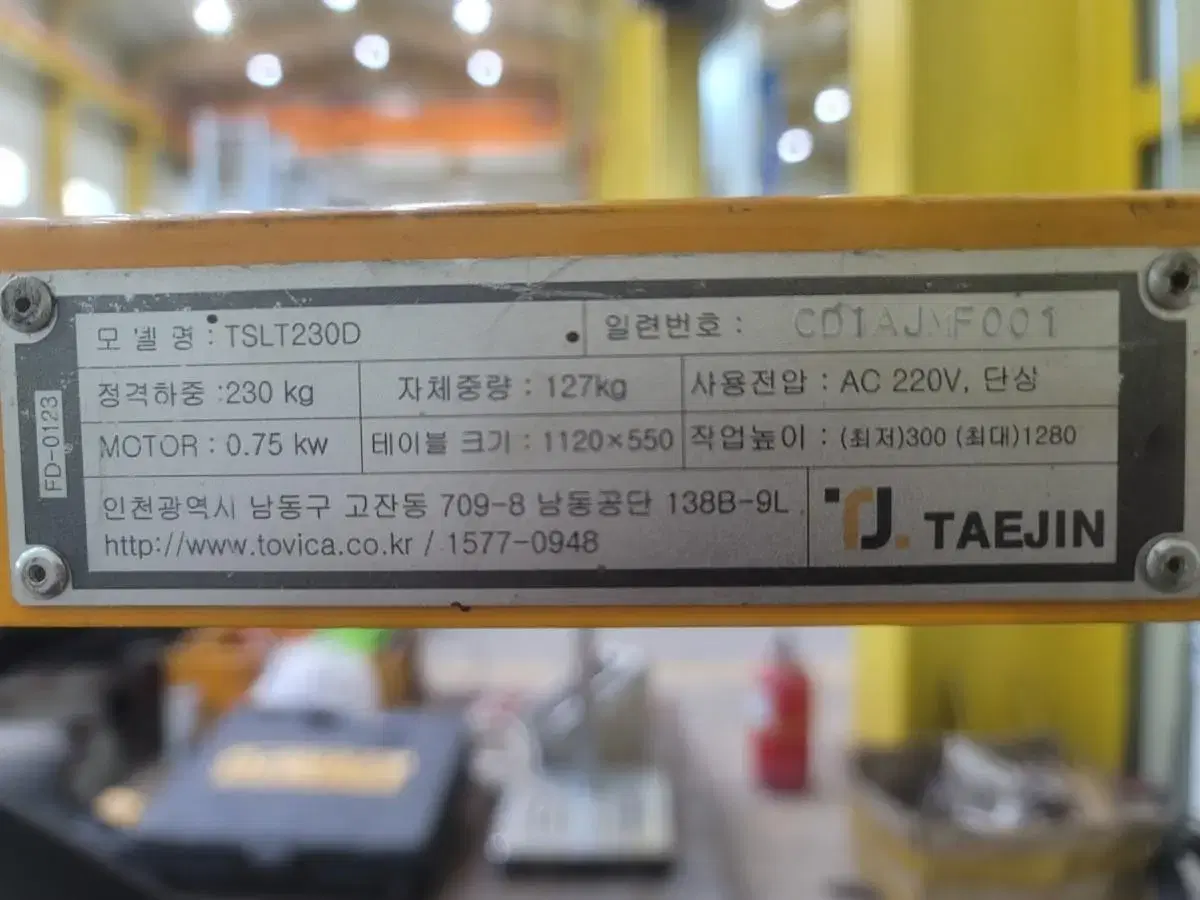 모 델 명 : TSLT230D 일련번호 : CD1AJMF001
정격하중 :230 kg 자체중량 : 127kg 사용전압 : AC 220V, 단상
FD-0123
MOTOR : 0.75 kw 테이블 크기 : 1120×550 작업높이 : (최저)300 (최대)1280
인천광역시 남동구 고잔동 709-8 남동공단 138B-9L
http://www.tovica.co.kr / 1577-0948
TJ. TAEJIN